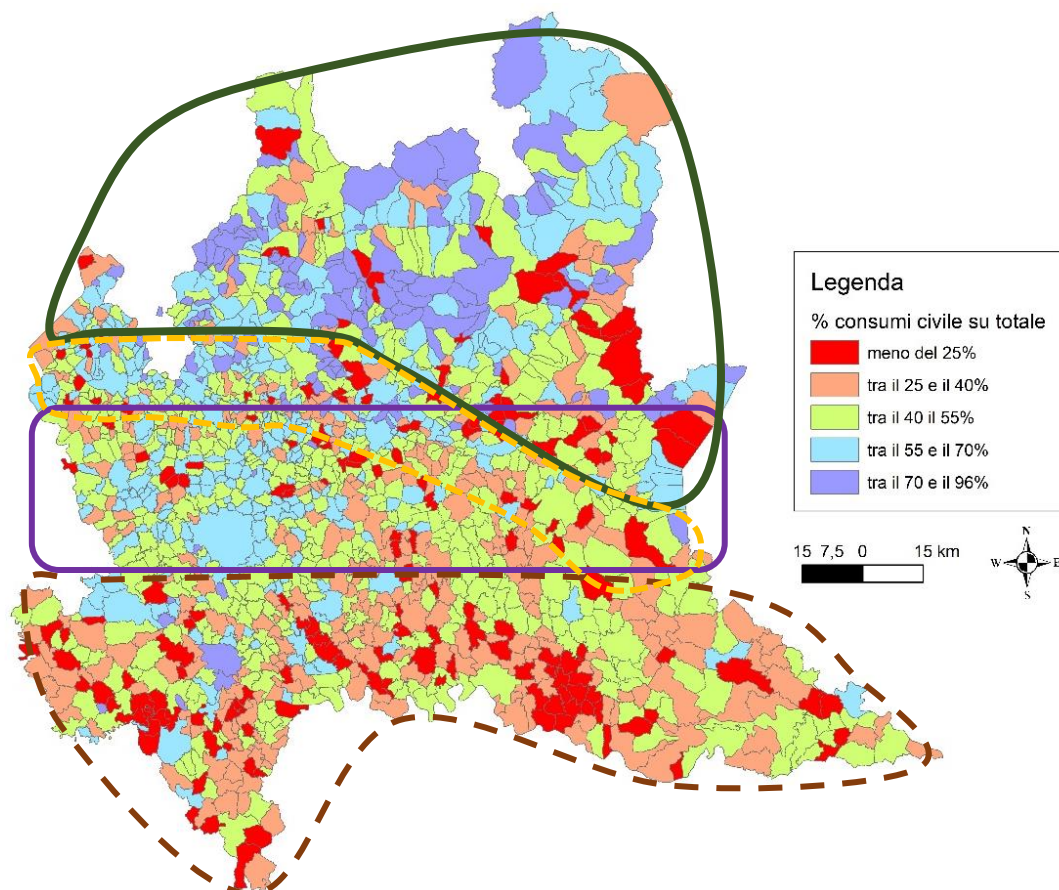 Legenda
% consumi civile su totale
meno del 25%
tra il 25 e il 40%
tra il 40 il 55%
tra il 55 e il 70%
tra il 70 e il 96%
15 7,5 0 15 km
N
W E
S